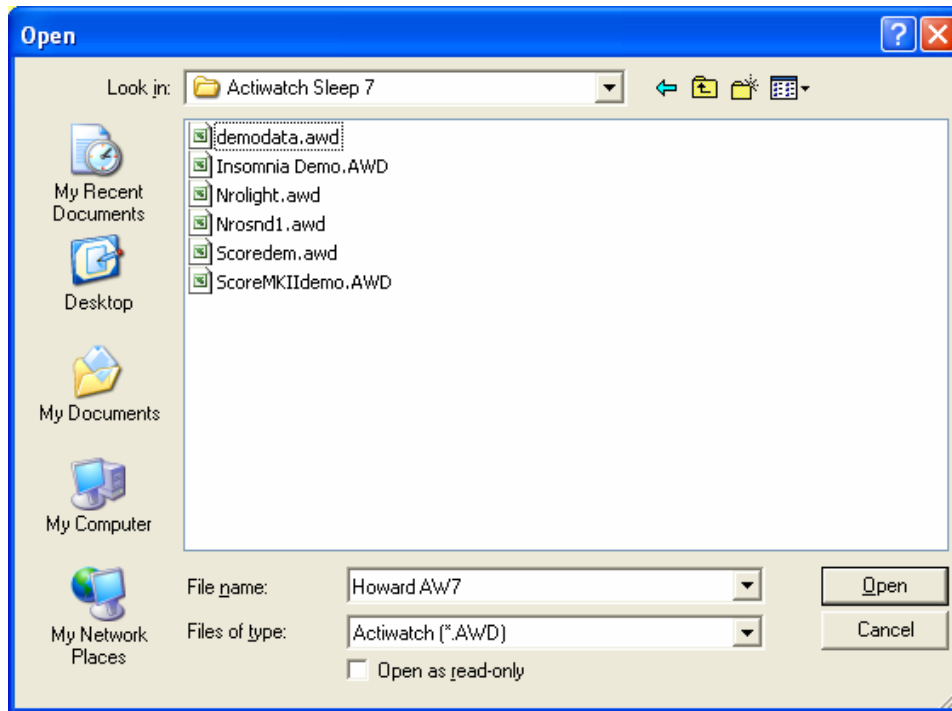 Open
Look in: Actiwatch Sleep 7
demodata.awd
Insomnia Demo.AWD
Nrolight.awd
Nrosnd1.awd
Scoredem.awd
ScoreMKIIdemo.AWD
My Recent
Documents
Desktop
My Documents
My Computer
My Network
Places
File name: Howard AW7 Open
Files of type: Actiwatch (*.AWD) Cancel
Open as read-only